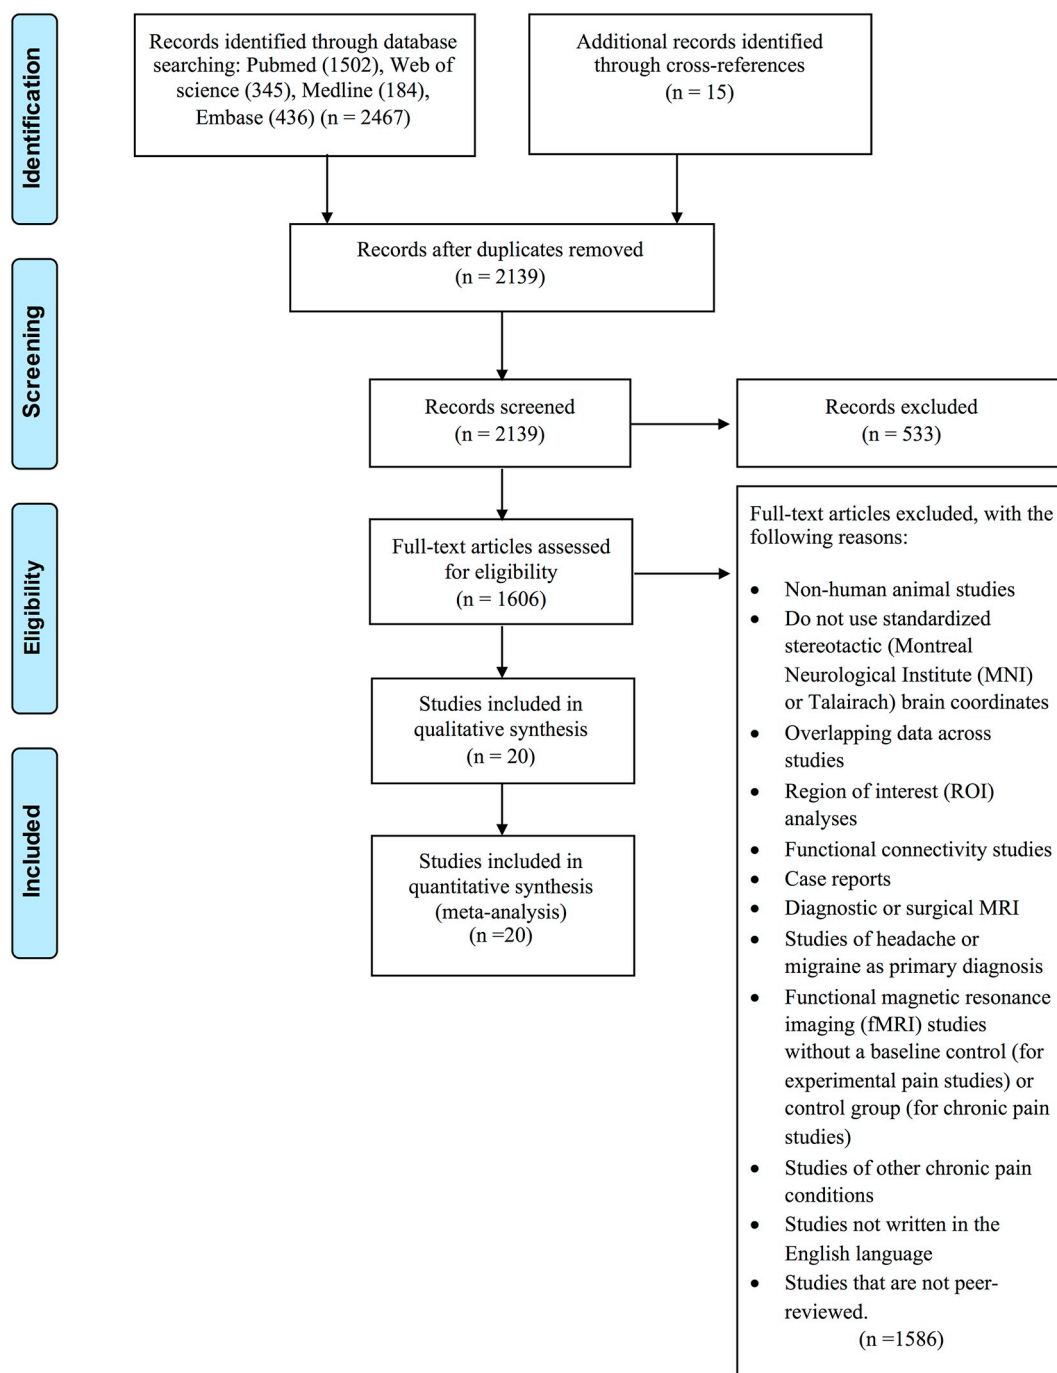 Identification
Records identified through database
searching: Pubmed (1502), Web of
science (345), Medline (184),
Embase (436) (n = 2467)
Additional records identified
through cross-references
(n = 15)
Records after duplicates removed
(n = 2139)
Screening
Records screened
(n = 2139)
Records excluded
(n = 533)
Eligibility
Full-text articles assessed
for eligibility
(n = 1606)
Full-text articles excluded, with the
following reasons:
• Non-human animal studies
• Do not use standardized
stereotactic (Montreal
Neurological Institute (MNI)
or Talairach) brain coordinates
• Overlapping data across
studies
• Region of interest (ROI)
analyses
• Functional connectivity studies
• Case reports
• Diagnostic or surgical MRI
• Studies of headache or
migraine as primary diagnosis
• Functional magnetic resonance
imaging (fMRI) studies
without a baseline control (for
experimental pain studies) or
control group (for chronic pain
studies)
• Studies of other chronic pain
conditions
• Studies not written in the
English language
• Studies that are not peer-
reviewed.
(n =1586)
Studies included in
qualitative synthesis
(n = 20)
Included
Studies included in
quantitative synthesis
(meta-analysis)
(n =20)